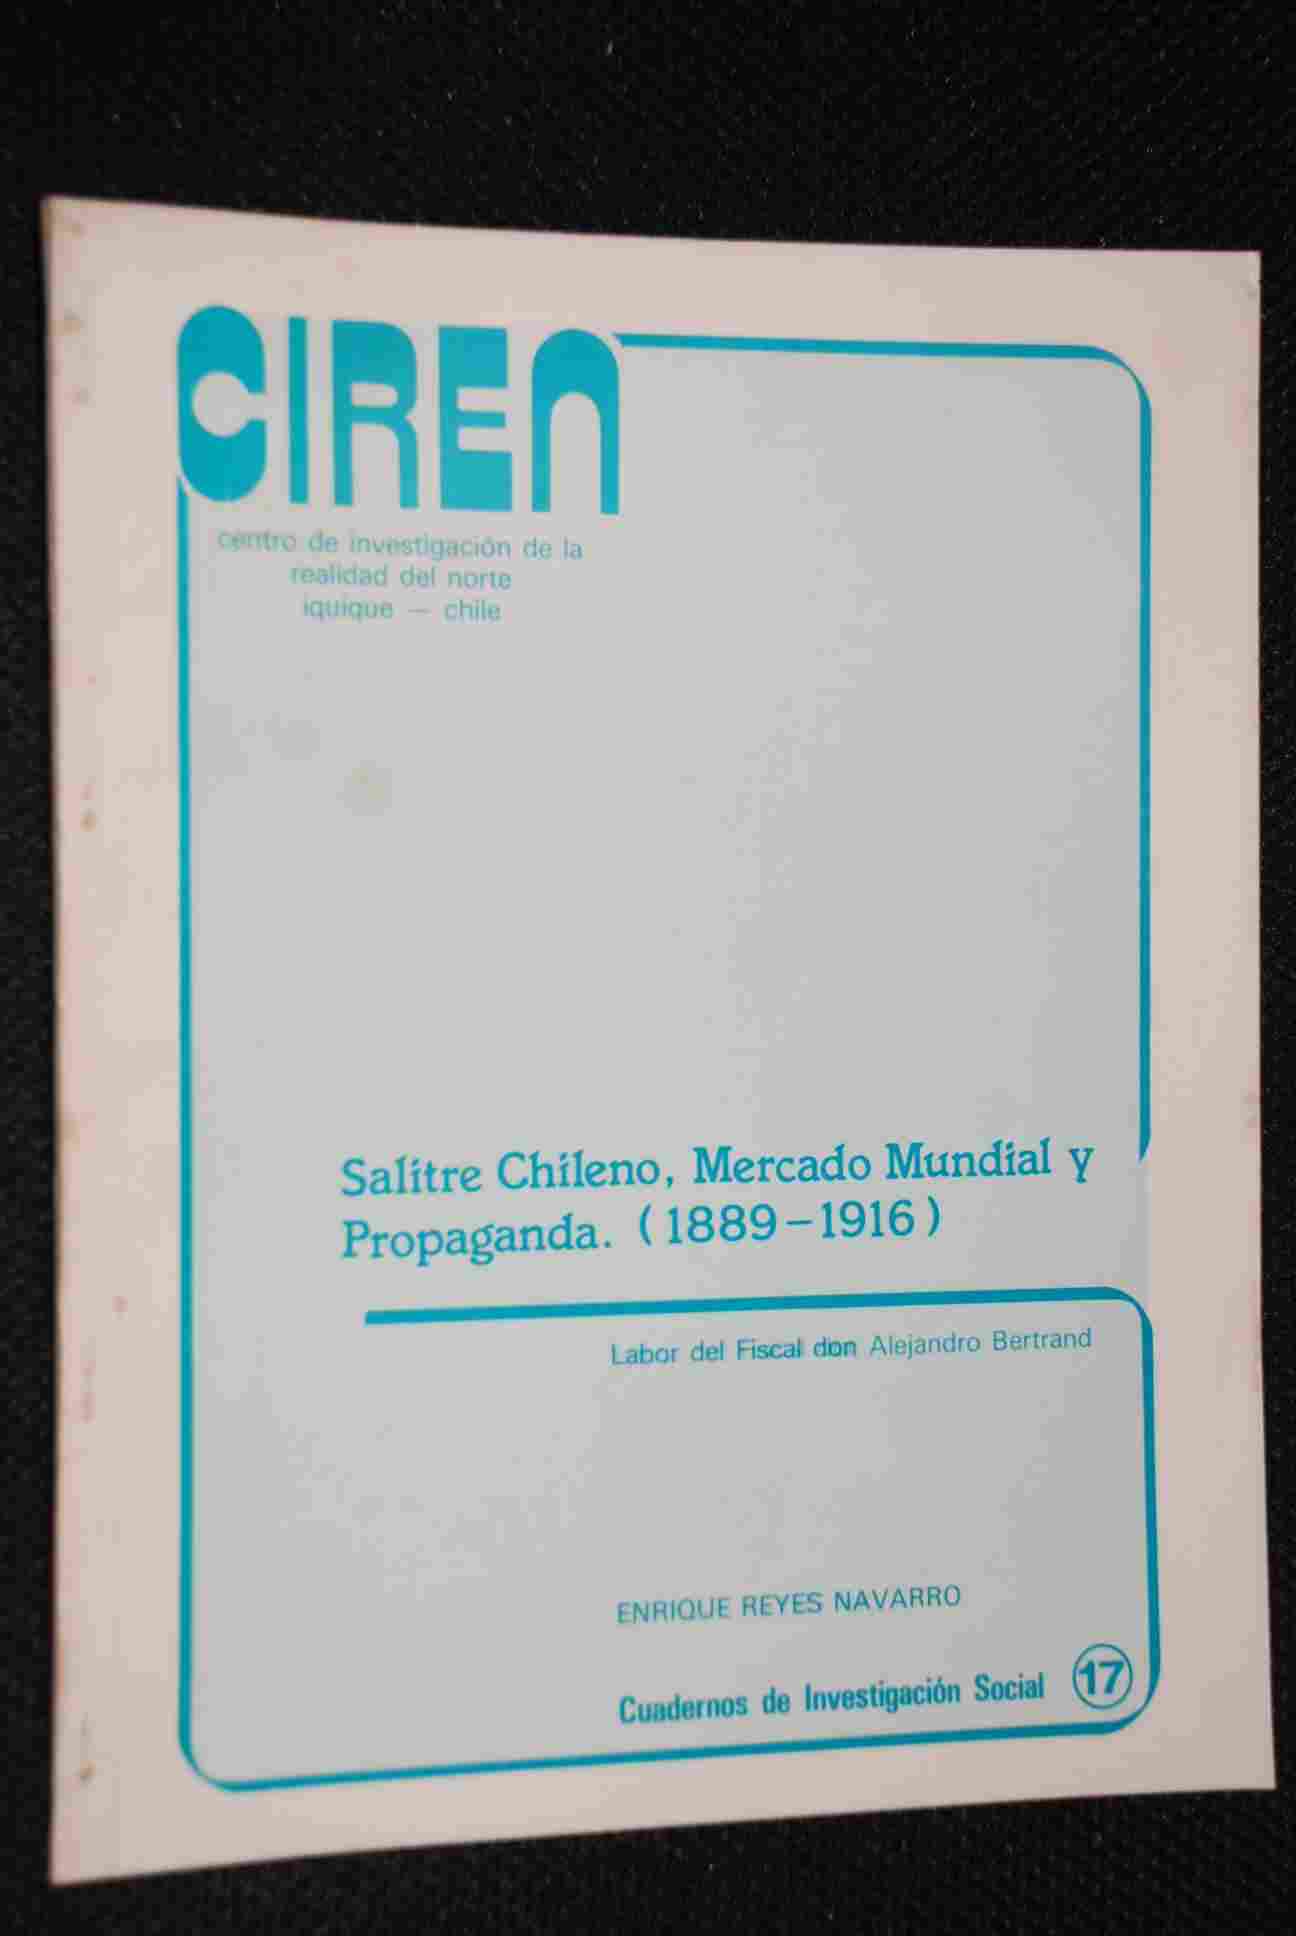 CIREN
centro de investigación de la
realidad del norte
iquique — chile
Salitre Chileno, Mercado Mundial y
Propaganda. (1889–1916)
Labor del Fiscal don Alejandro Bertrand
ENRIQUE REYES NAVARRO
Cuadernos de Investigación Social 17